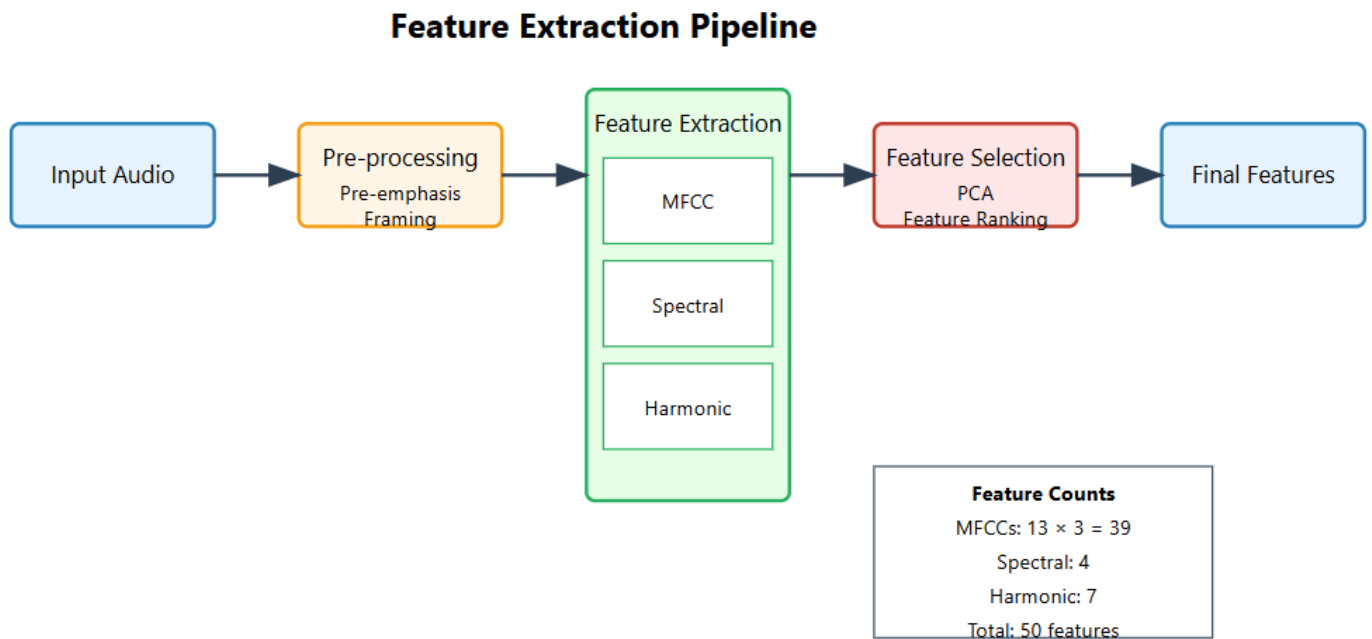 Feature Extraction Pipeline
Input Audio
Pre-processing
Pre-emphasis
Framing
Feature Extraction
MFCC
Spectral
Harmonic
Feature Selection
PCA
Feature Ranking
Final Features
Feature Counts
MFCCs: 13 × 3 = 39
Spectral: 4
Harmonic: 7
Total: 50 features